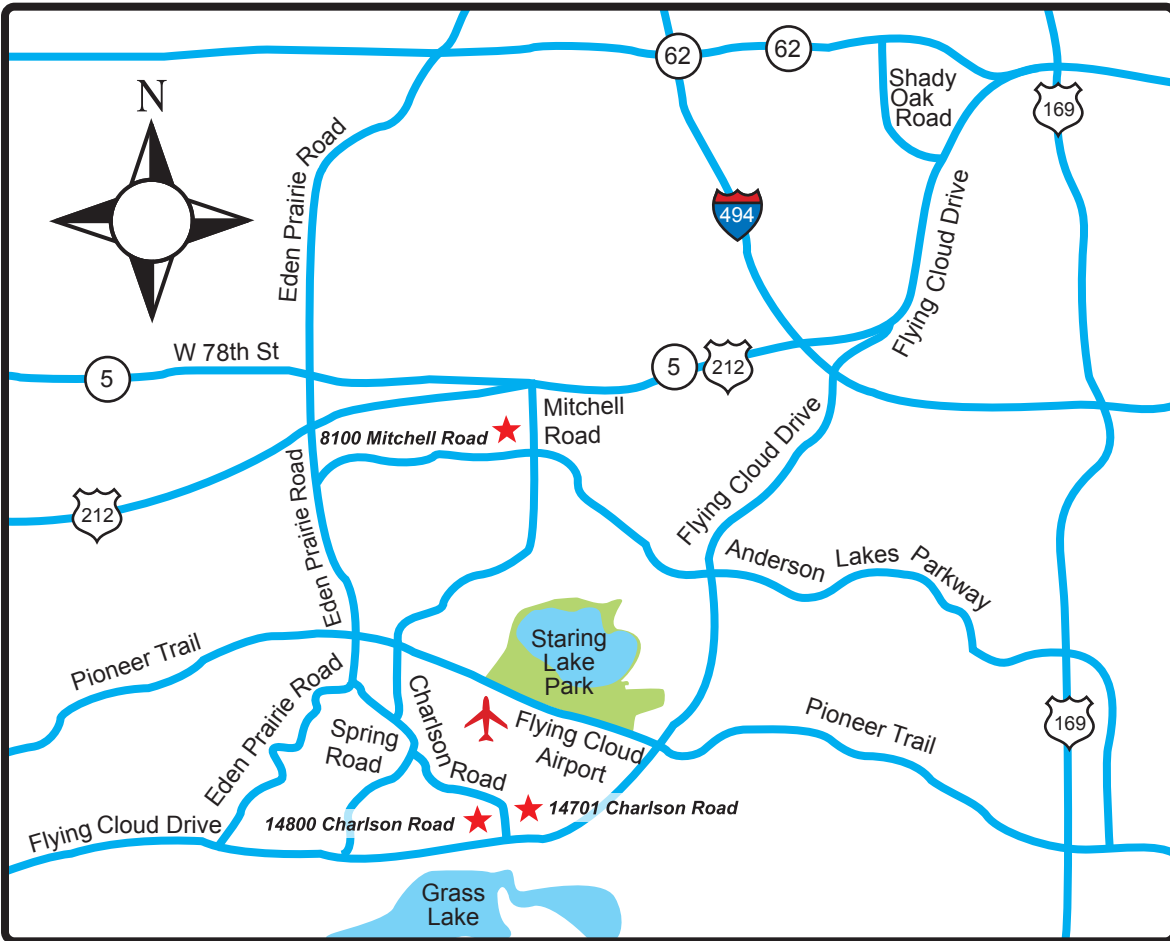 62
62
Shady
Oak
Road
169
N
Eden Prairie Road
494
Flying Cloud Drive
W 78th St
5
5
212
Mitchell
Road
8100 Mitchell Road
Flying Cloud Drive
212
Eden Prairie Road
Anderson Lakes Parkway
Staring
Lake
Park
Pioneer Trail
Eden Prairie Road
Charlson Road
Spring
Road
Flying Cloud
Airport
Pioneer Trail
169
14701 Charlson Road
14800 Charlson Road
Flying Cloud Drive
Grass
Lake